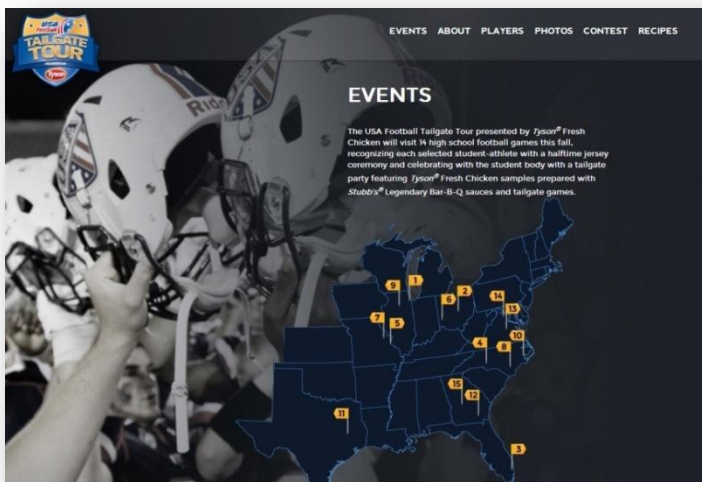 USA
Football
TAILGATE
TOUR
PRESENTED BY
Tyson
EVENTS ABOUT PLAYERS PHOTOS CONTEST RECIPES
Ridd
EVENTS
The USA Football Tailgate Tour presented by Tyson® Fresh
Chicken will visit 14 high school football games this fall,
recognizing each selected student-athlete with a halftime jersey
ceremony and celebrating with the student body with a tailgate
party featuring Tyson® Fresh Chicken samples prepared with
Stubb's® Legendary Bar-B-Q sauces and tailgate games.
9 1
6 2
14
13
7
5
10
4 8
15
12
11
3